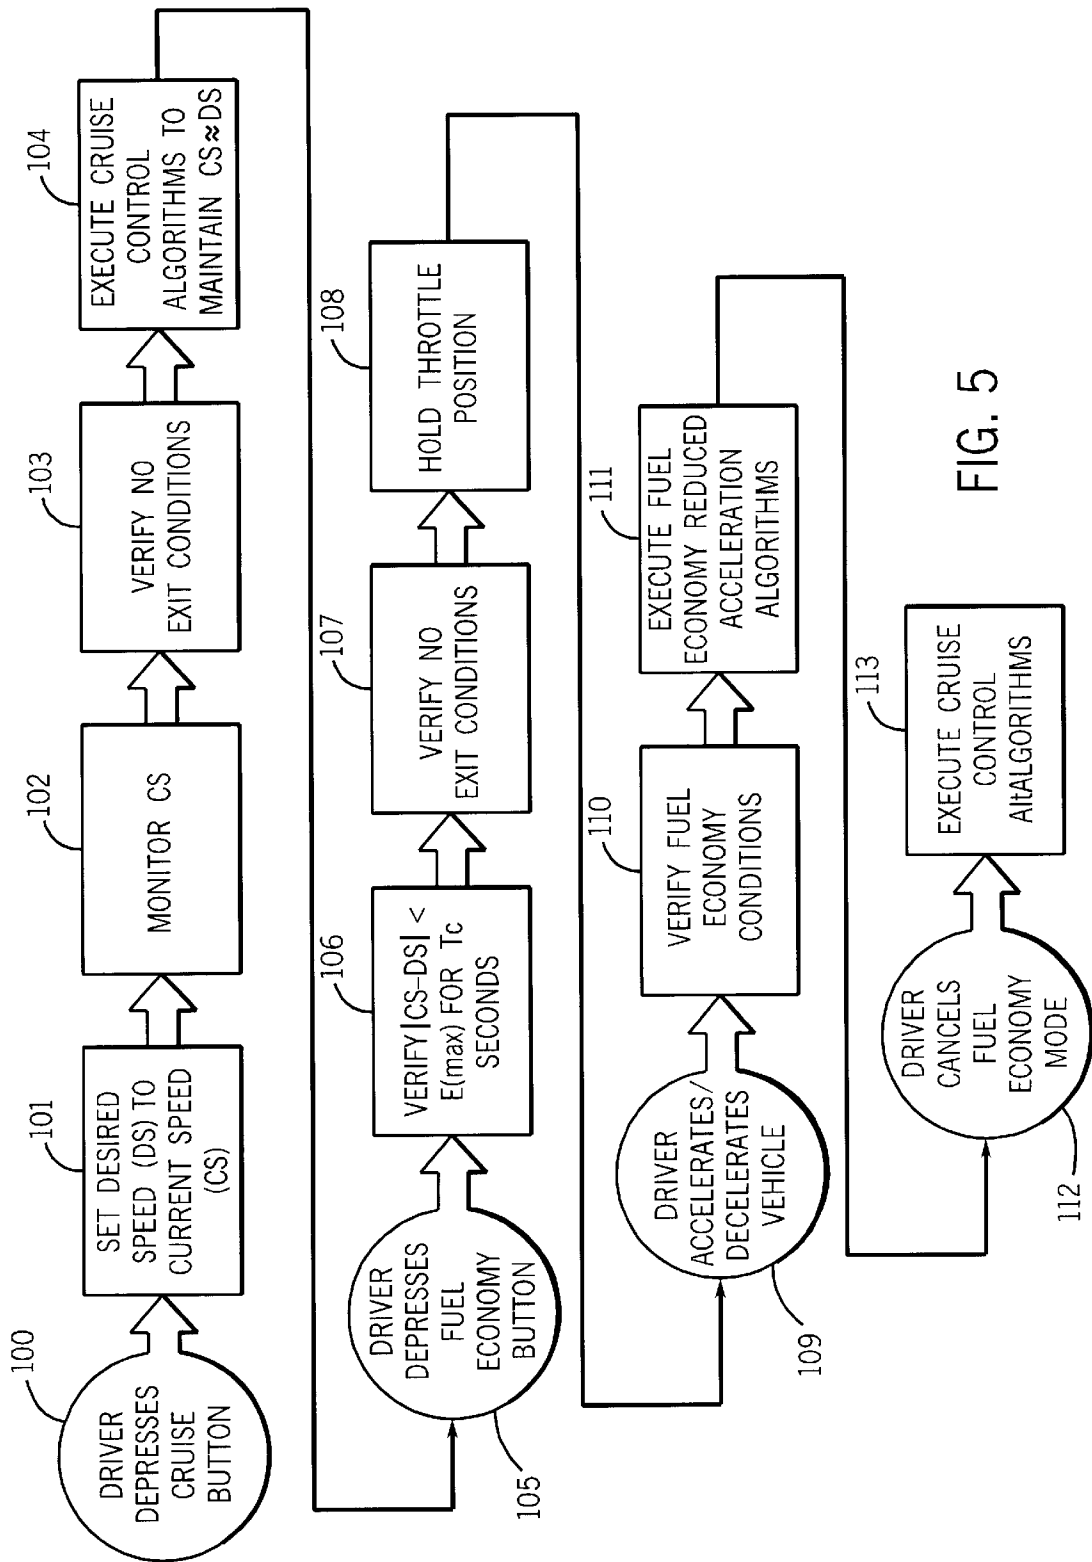 100
DRIVER
DEPRESSES
CRUISE
BUTTON
101
SET DESIRED
SPEED (DS) TO
CURRENT SPEED
(CS)
102
MONITOR CS
103
VERIFY NO
EXIT CONDITIONS
104
EXECUTE CRUISE
CONTROL
ALGORITHMS TO
MAINTAIN CS≈DS
105
DRIVER
DEPRESSES
FUEL
ECONOMY
BUTTON
106
VERIFY|CS-DS| <
E(max) FOR Tc
SECONDS
107
VERIFY NO
EXIT CONDITIONS
108
HOLD THROTTLE
POSITION
109
DRIVER
ACCELERATES/
DECELERATES
VEHICLE
110
VERIFY FUEL
ECONOMY
CONDITIONS
111
EXECUTE FUEL
ECONOMY REDUCED
ACCELERATION
ALGORITHMS
112
DRIVER
CANCELS
FUEL
ECONOMY
MODE
113
EXECUTE CRUISE
CONTROL
AltALGORITHMS
FIG. 5